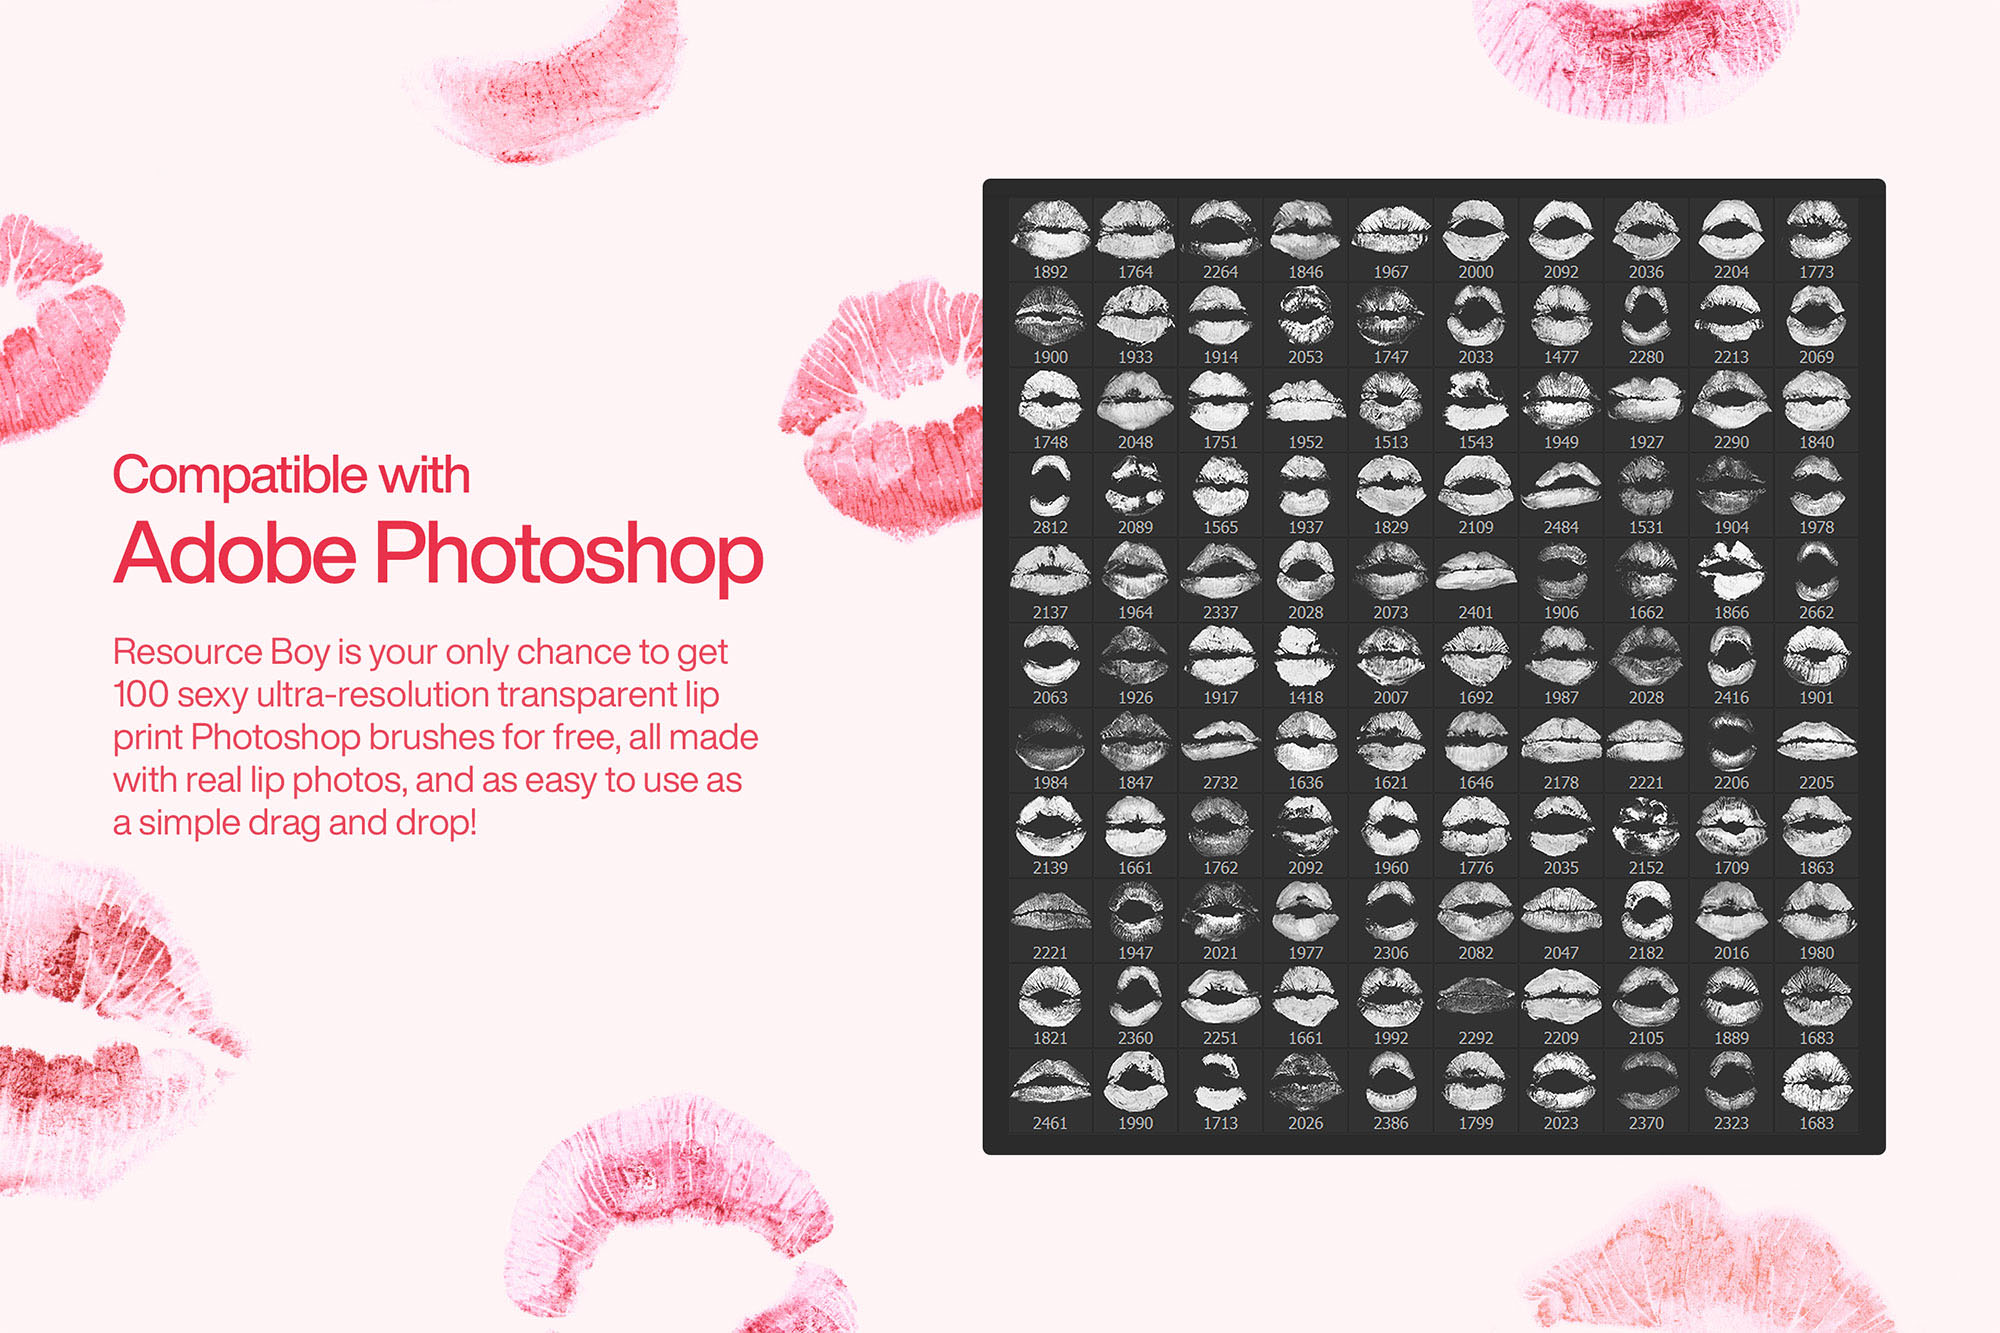 Compatible with
Adobe Photoshop
Resource Boy is your only chance to get
100 sexy ultra-resolution transparent lip
print Photoshop brushes for free, all made
with real lip photos, and as easy to use as
a simple drag and drop!
1892 1764 2264 1846 1967 2000 2092 2036 2204 1773
1900 1933 1914 2053 1747 2033 1477 2280 2213 2069
1748 2048 1751 1952 1513 1543 1949 1927 2290 1840
2812 2089 1565 1937 1829 2109 2484 1531 1904 1978
2137 1964 2337 2028 2073 2401 1906 1662 1866 2662
2063 1926 1917 1418 2007 1692 1987 2028 2416 1901
1984 1847 2732 1636 1621 1646 2178 2221 2206 2205
2139 1661 1762 2092 1960 1776 2035 2152 1709 1863
2221 1947 2021 1977 2306 2082 2047 2182 2016 1980
1821 2360 2251 1661 1992 2292 2209 2105 1889 1683
2461 1990 1713 2026 2386 1799 2023 2370 2323 1683